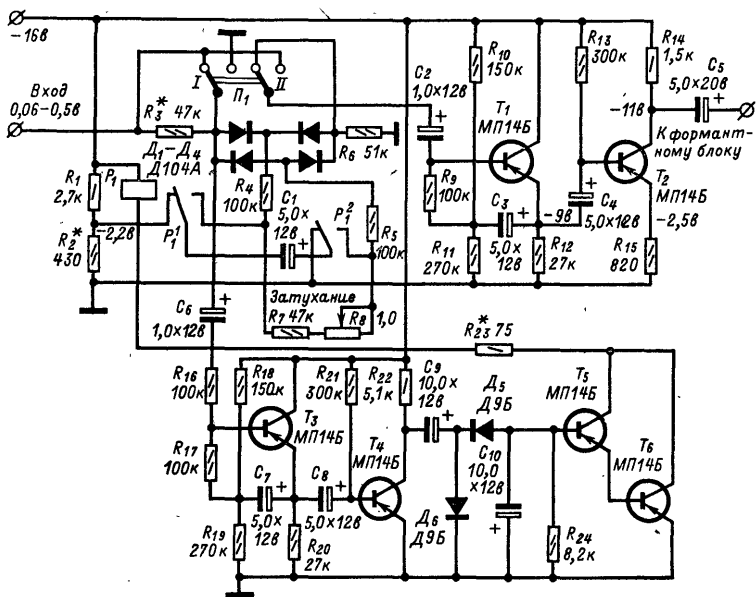 -16в
Вход
0,06-0,5в
R3* 47к
I
П1
II
Д1-Д4
Д104А
R1
2,7к
P1
R2*
430
-2,2в
P1¹
R4
100к
C1
5,0×
12в
P1²
R6
51к
R5
100к
Затухание
R7 47к
R8
1,0
C2
1,0×12в
R9
100к
R10
150к
R11
270к
T1
МП14Б
C3
5,0×
12в
-9в
R12
27к
R13
300к
C4
5,0×12в
R14
1,5к
-11в
C5
5,0×20в
К формант-
ному блоку
T2
МП14Б
-2,5в
R15
820
C6
1,0×12в
R23* 75
R16
100к
R17
100к
R18
150к
R19
270к
T3
МП14Б
C7
5,0×
12в
R20
27к
C8
5,0×12в
R21
300к
R22
5,1к
T4
МП14Б
C9
10,0×
12в
Д5
Д9Б
Д6
Д9Б
C10
10,0
×12в
R24
8,2к
T5
МП14Б
T6
МП14Б